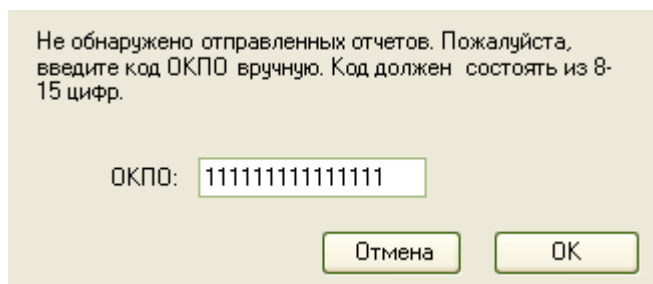 Не обнаружено отправленных отчетов. Пожалуйста,
введите код ОКПО вручную. Код должен  состоять из 8-
15 цифр.
ОКПО: 111111111111111
Отмена OK